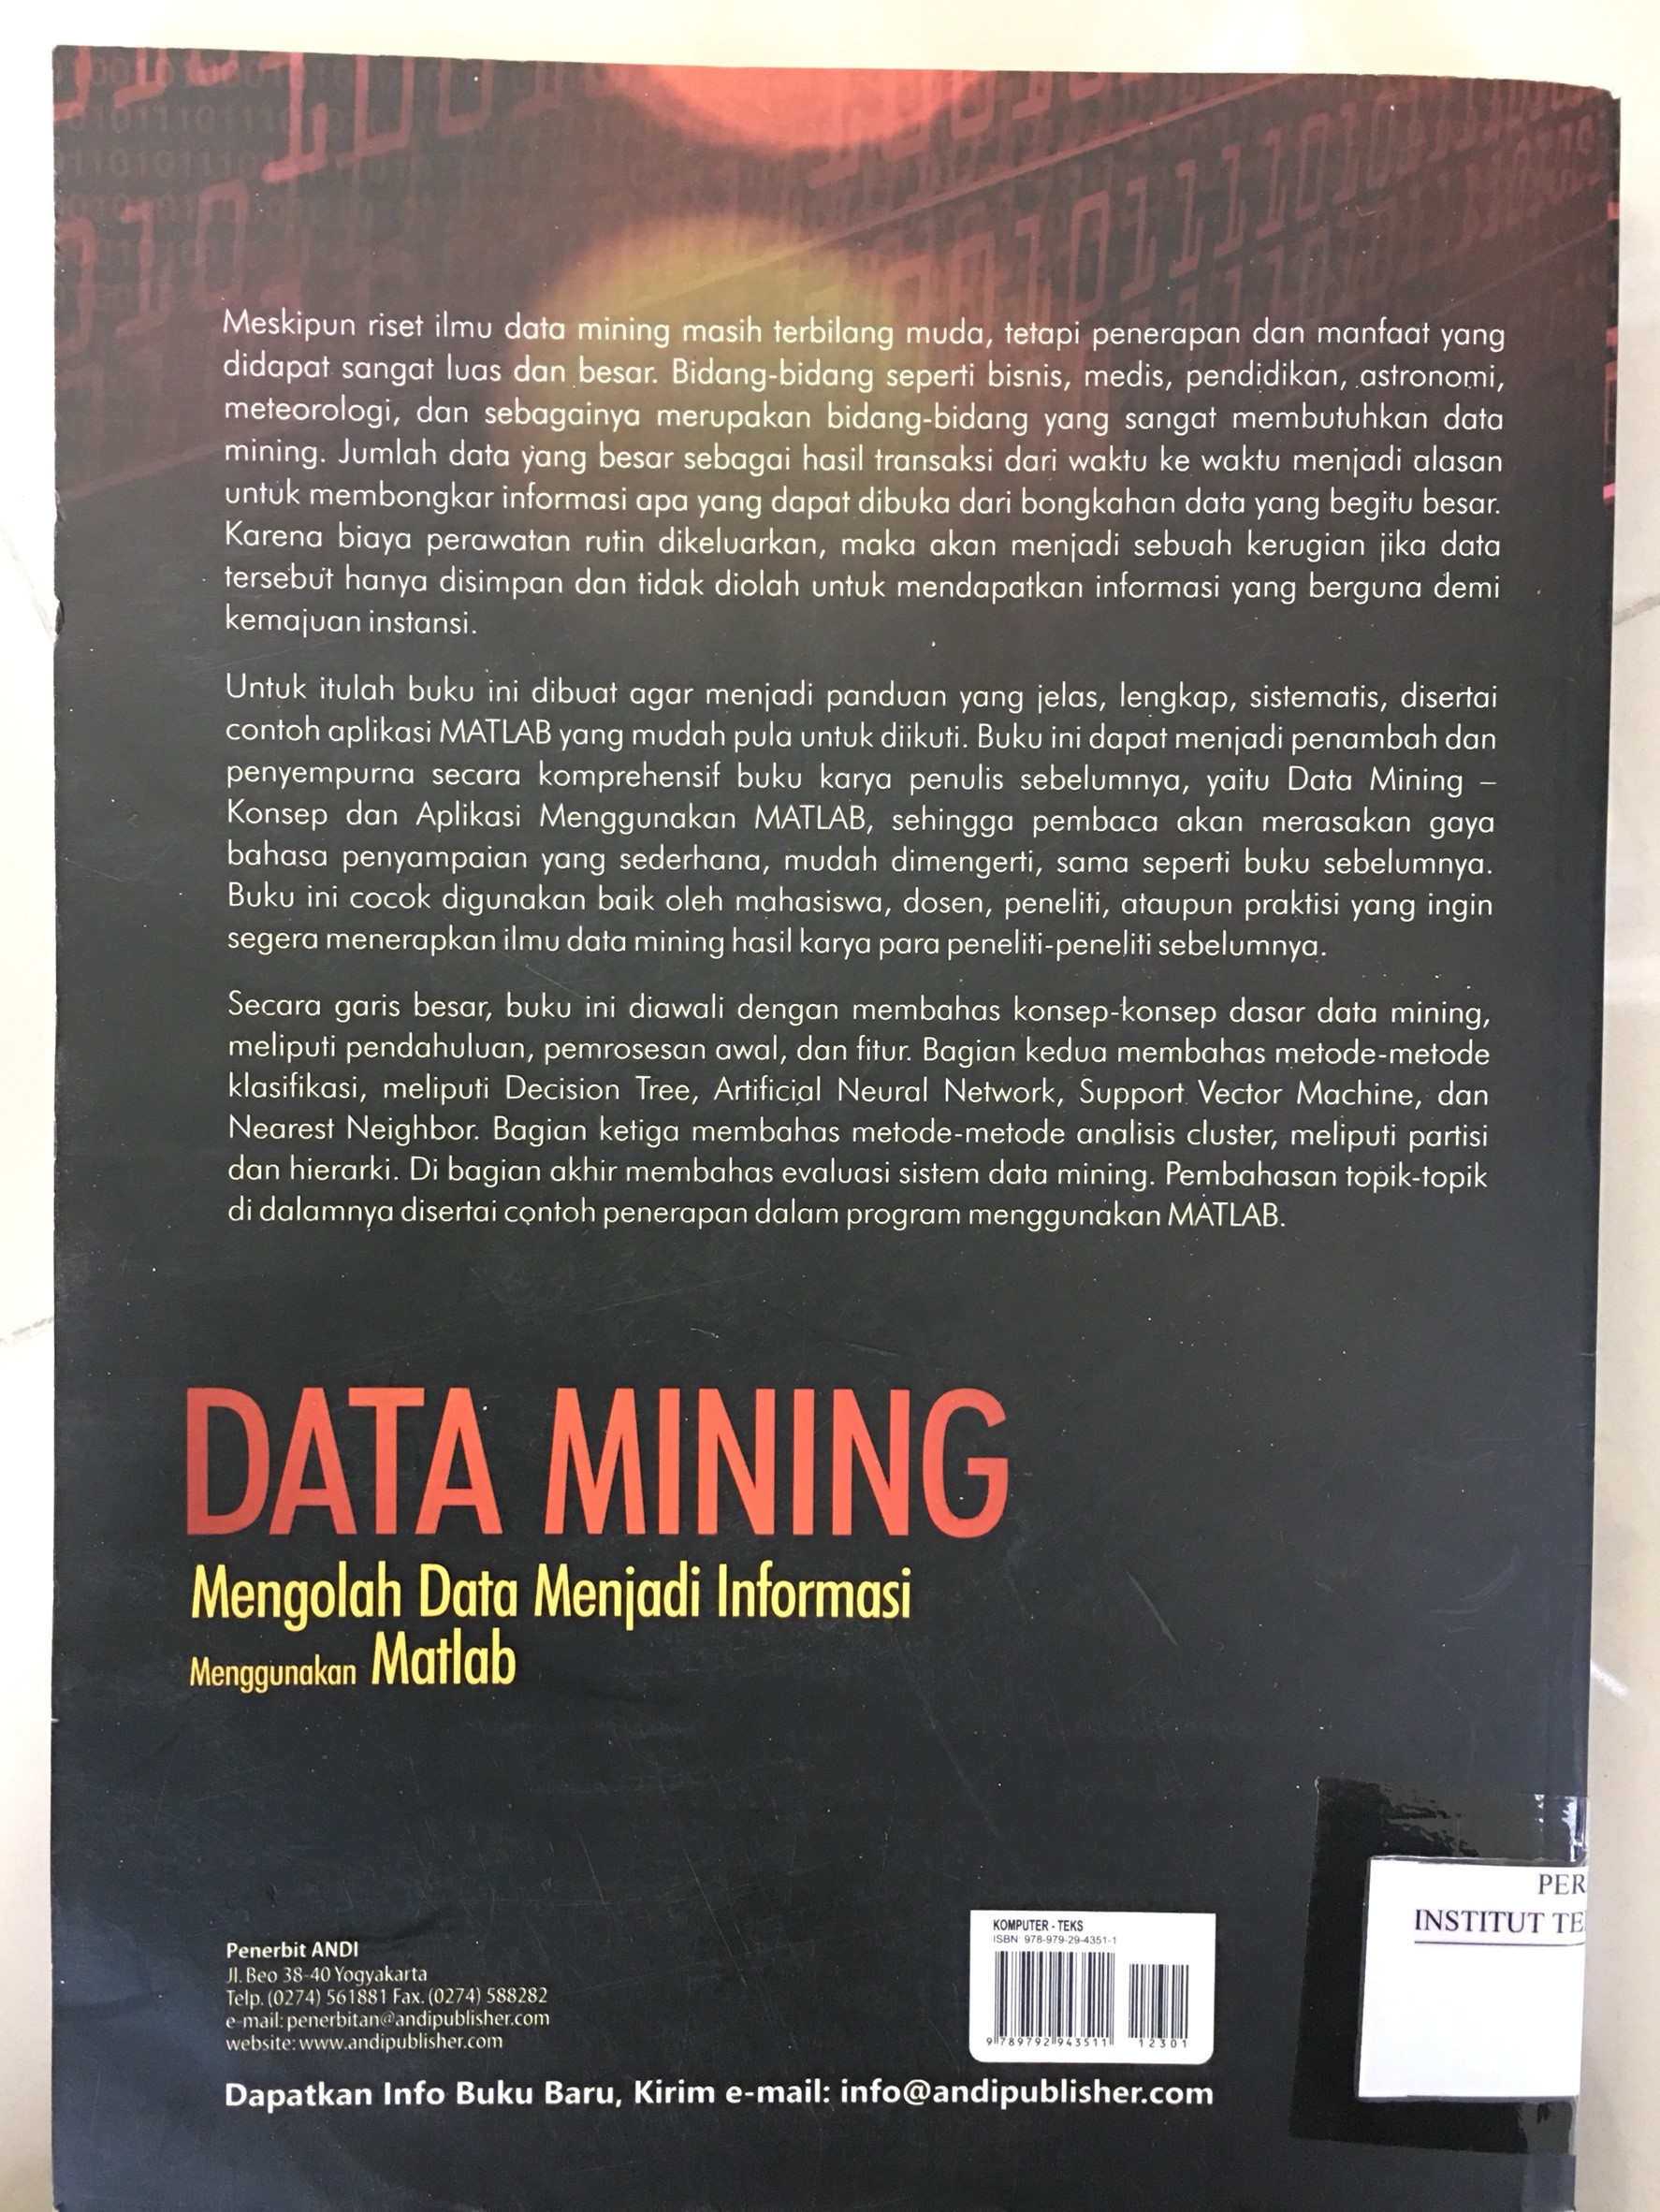 Meskipun riset ilmu data mining masih terbilang muda, tetapi penerapan dan manfaat yang
didapat sangat luas dan besar. Bidang-bidang seperti bisnis, medis, pendidikan, astronomi,
meteorologi, dan sebagainya merupakan bidang-bidang yang sangat membutuhkan data
mining. Jumlah data yang besar sebagai hasil transaksi dari waktu ke waktu menjadi alasan
untuk membongkar informasi apa yang dapat dibuka dari bongkahan data yang begitu besar.
Karena biaya perawatan rutin dikeluarkan, maka akan menjadi sebuah kerugian jika data
tersebut hanya disimpan dan tidak diolah untuk mendapatkan informasi yang berguna demi
kemajuan instansi.
Untuk itulah buku ini dibuat agar menjadi panduan yang jelas, lengkap, sistematis, disertai
contoh aplikasi MATLAB yang mudah pula untuk diikuti. Buku ini dapat menjadi penambah dan
penyempurna secara komprehensif buku karya penulis sebelumnya, yaitu Data Mining –
Konsep dan Aplikasi Menggunakan MATLAB, sehingga pembaca akan merasakan gaya
bahasa penyampaian yang sederhana, mudah dimengerti, sama seperti buku sebelumnya.
Buku ini cocok digunakan baik oleh mahasiswa, dosen, peneliti, ataupun praktisi yang ingin
segera menerapkan ilmu data mining hasil karya para peneliti-peneliti sebelumnya.
Secara garis besar, buku ini diawali dengan membahas konsep-konsep dasar data mining,
meliputi pendahuluan, pemrosesan awal, dan fitur. Bagian kedua membahas metode-metode
klasifikasi, meliputi Decision Tree, Artificial Neural Network, Support Vector Machine, dan
Nearest Neighbor. Bagian ketiga membahas metode-metode analisis cluster, meliputi partisi
dan hierarki. Di bagian akhir membahas evaluasi sistem data mining. Pembahasan topik-topik
di dalamnya disertai contoh penerapan dalam program menggunakan MATLAB.
DATA MINING
Mengolah Data Menjadi Informasi
Menggunakan Matlab
Penerbit ANDI
Jl. Beo 38-40 Yogyakarta
Telp. (0274) 561881 Fax. (0274) 588282
e-mail: penerbitan@andipublisher.com
website: www.andipublisher.com
KOMPUTER - TEKS
ISBN: 978-979-29-4351-1
9 789792 943511 12301
PER
INSTITUT TE
Dapatkan Info Buku Baru, Kirim e-mail: info@andipublisher.com